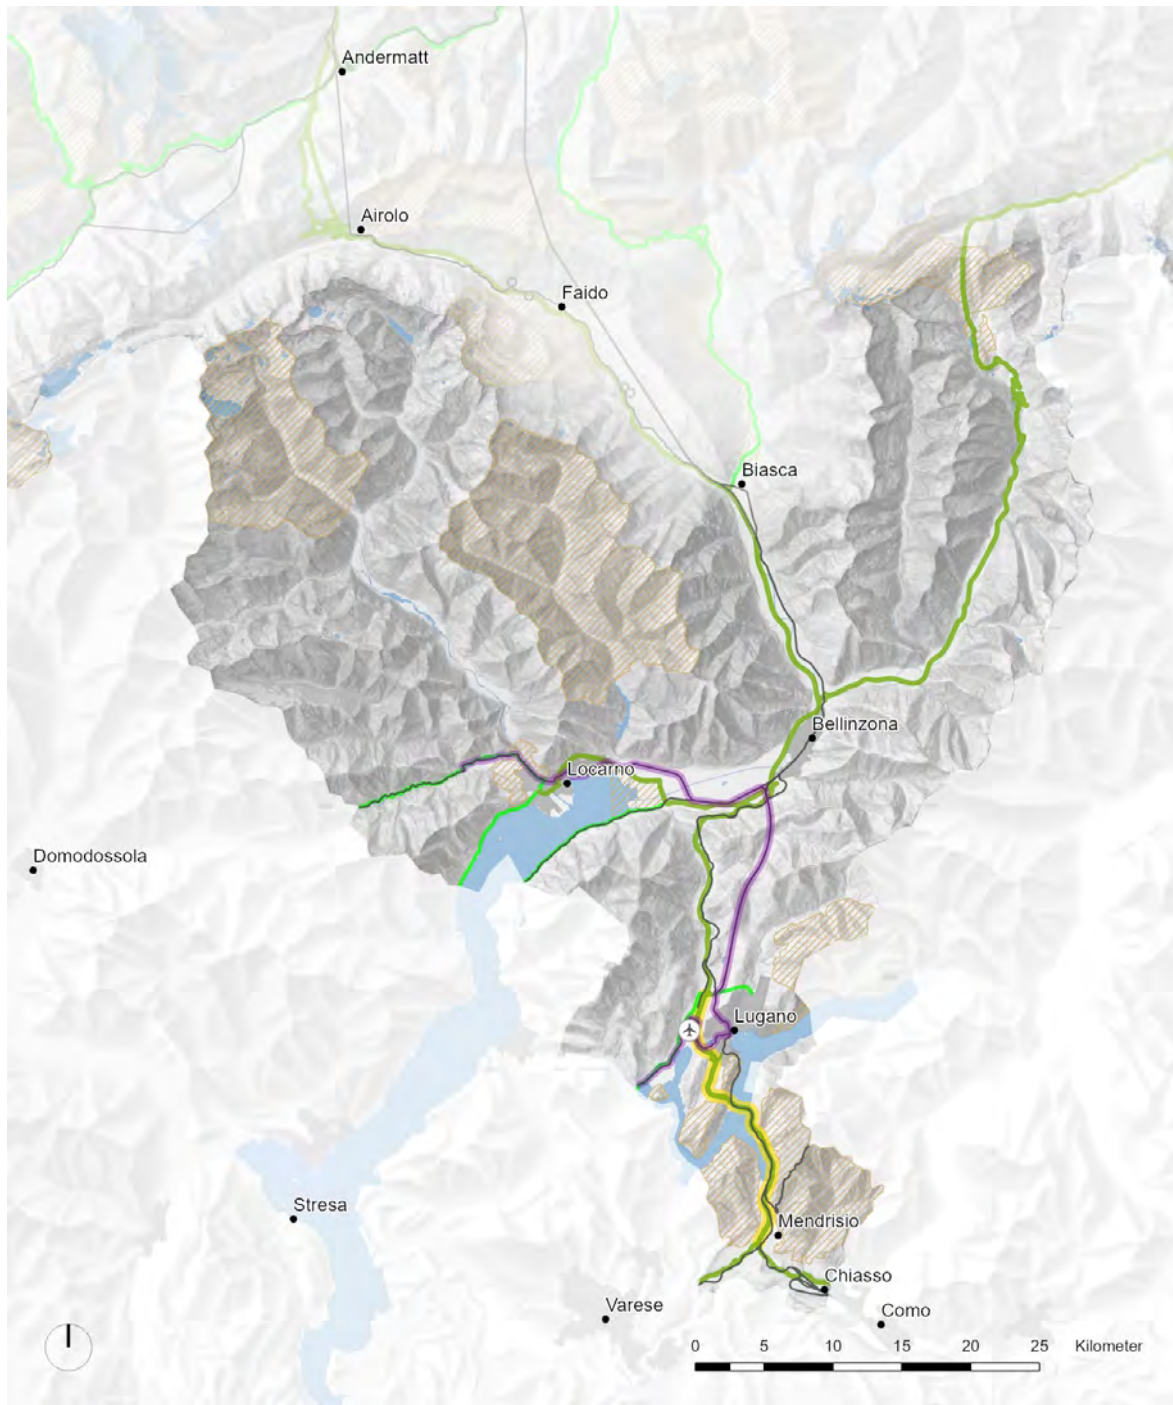 Andermatt
Airolo
Faido
Biasca
Bellinzona
Locarno
Domodossola
Lugano
Stresa
Mendrisio
Chiasso
Varese
Como
0 5 10 15 20 25 Kilometer